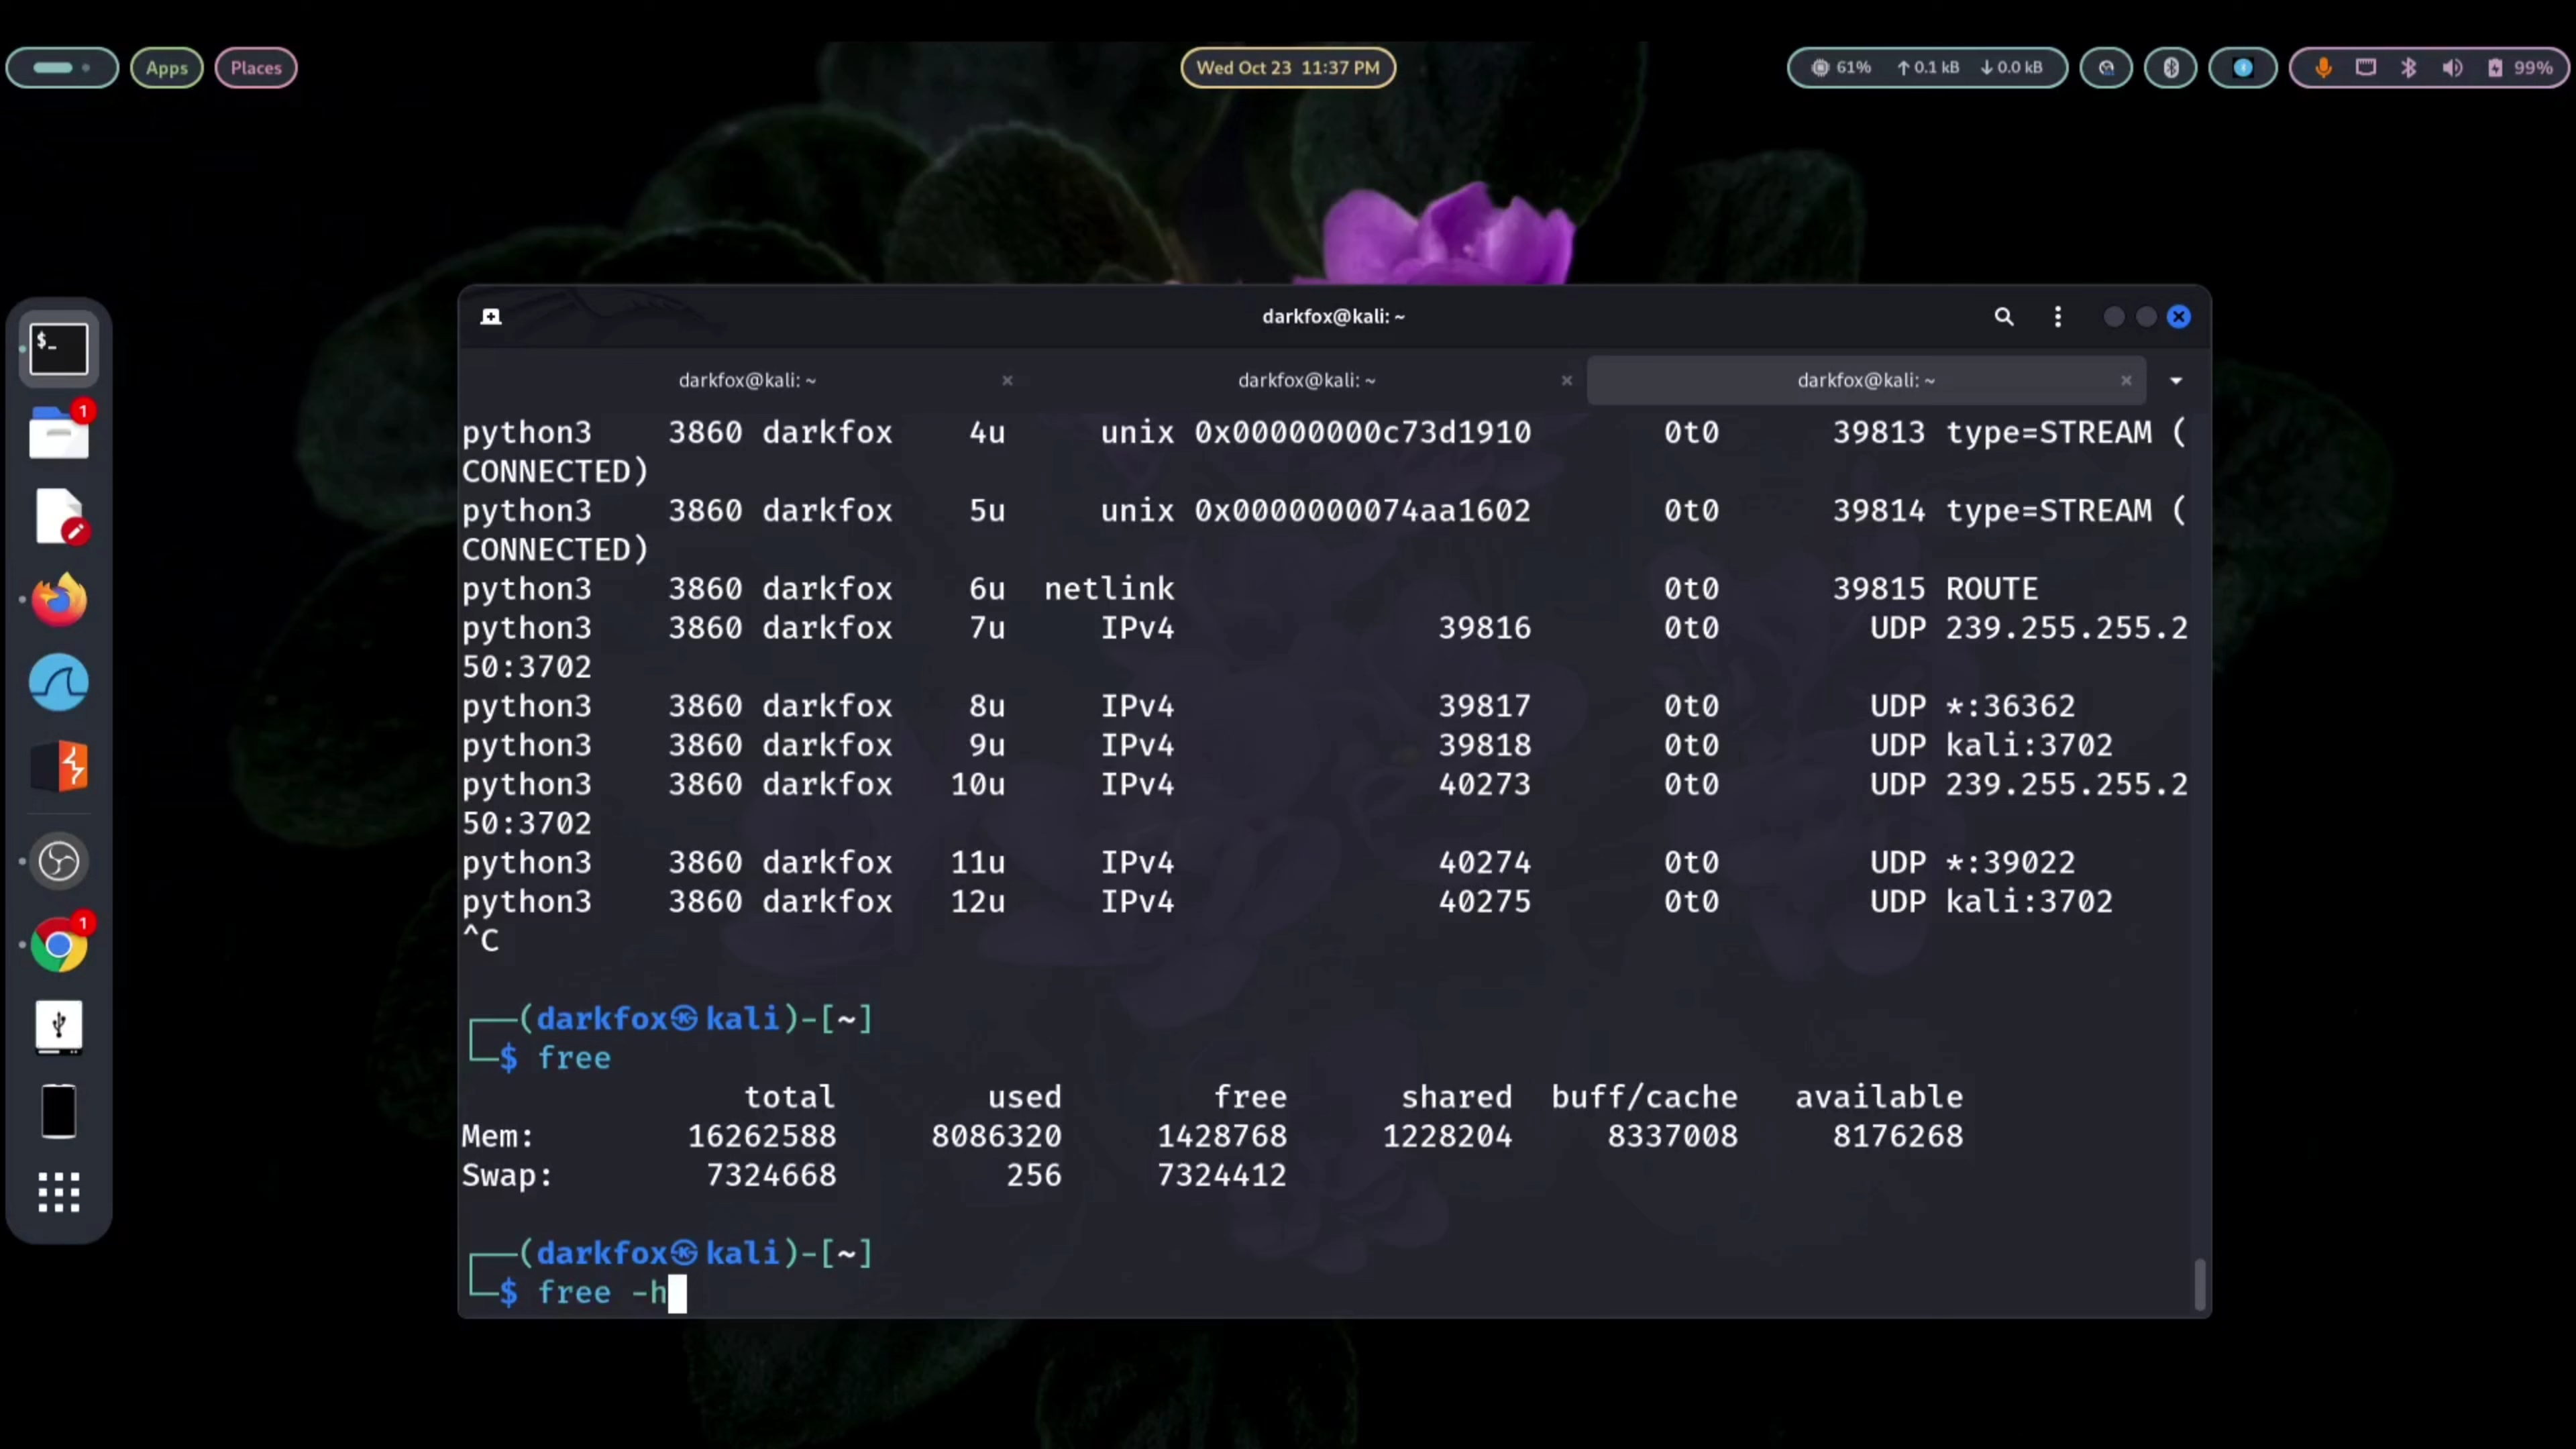 Apps Places Wed Oct 23 11:37 PM 61% ↑ 0.1 kB ↓ 0.0 kB 99%
darkfox@kali: ~
darkfox@kali: ~ × darkfox@kali: ~ × darkfox@kali: ~ ×
$_
1
1
python3 3860 darkfox 4u unix 0x00000000c73d1910 0t0 39813 type=STREAM (
CONNECTED)
python3 3860 darkfox 5u unix 0x0000000074aa1602 0t0 39814 type=STREAM (
CONNECTED)
python3 3860 darkfox 6u netlink 0t0 39815 ROUTE
python3 3860 darkfox 7u IPv4 39816 0t0 UDP 239.255.255.2
50:3702
python3 3860 darkfox 8u IPv4 39817 0t0 UDP *:36362
python3 3860 darkfox 9u IPv4 39818 0t0 UDP kali:3702
python3 3860 darkfox 10u IPv4 40273 0t0 UDP 239.255.255.2
50:3702
python3 3860 darkfox 11u IPv4 40274 0t0 UDP *:39022
python3 3860 darkfox 12u IPv4 40275 0t0 UDP kali:3702
^C
┌──(darkfox㉿kali)-[~]
└─$ free
total used free shared buff/cache available
Mem: 16262588 8086320 1428768 1228204 8337008 8176268
Swap: 7324668 256 7324412
┌──(darkfox㉿kali)-[~]
└─$ free -h